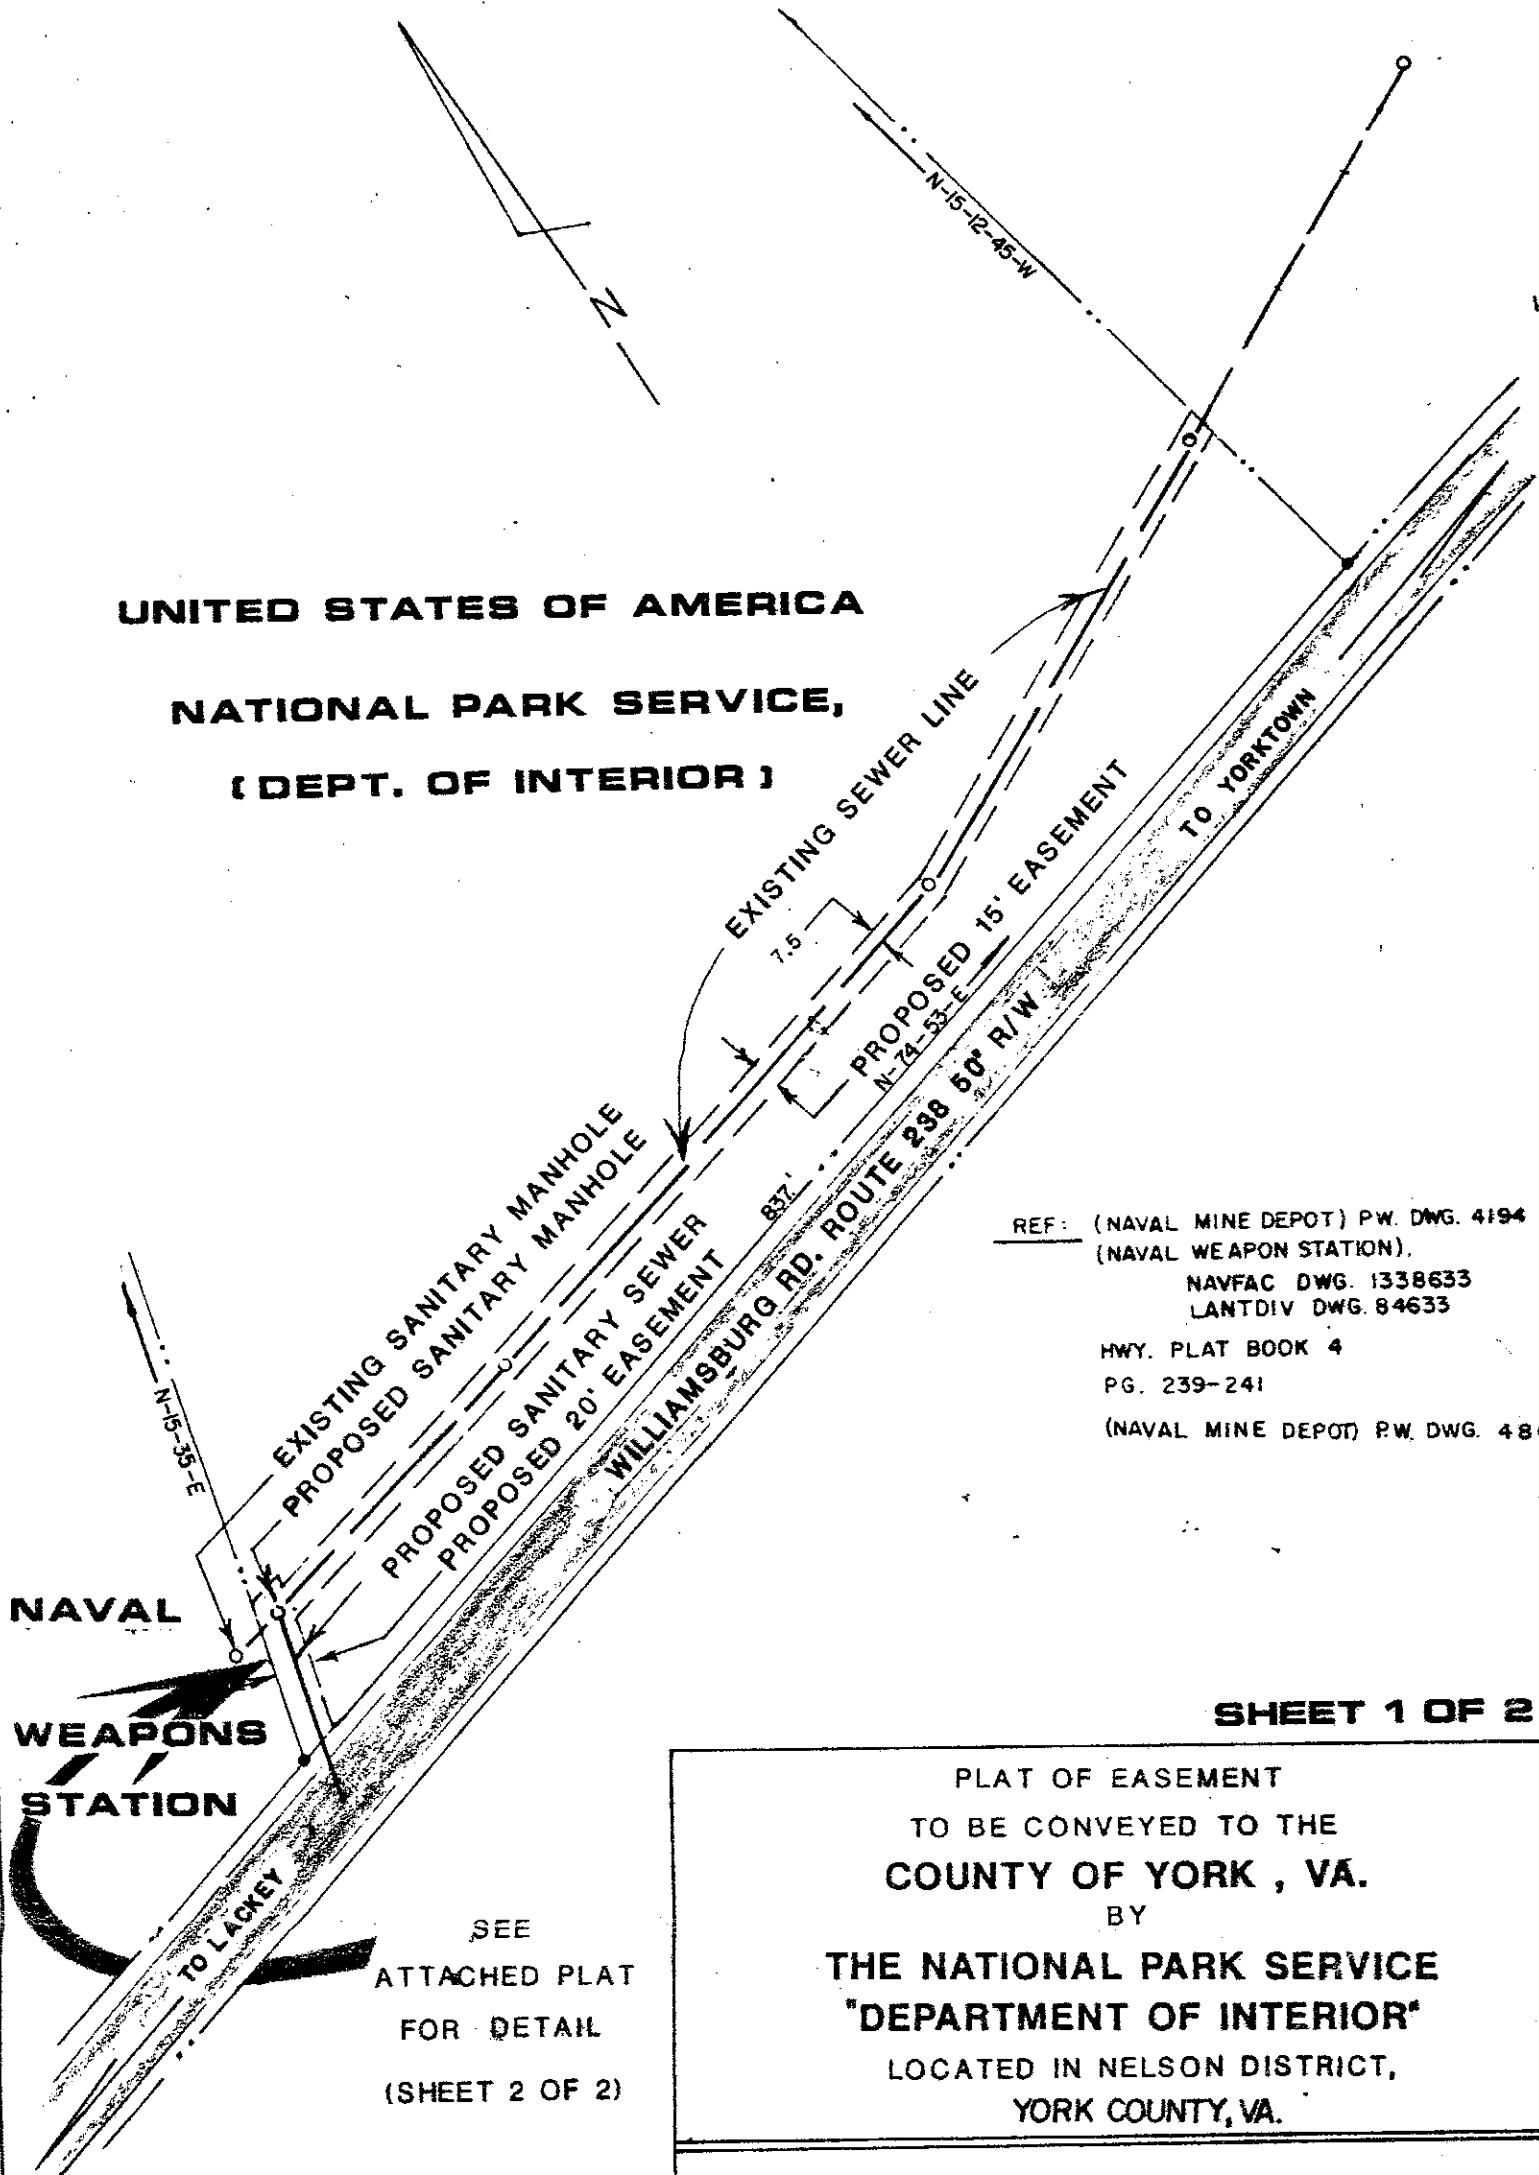 N-15-12-45-W
N
UNITED STATES OF AMERICA
NATIONAL PARK SERVICE,
(DEPT. OF INTERIOR)
EXISTING SEWER LINE
7.5
PROPOSED 15' EASEMENT
N-74-53-E
TO YORKTOWN
837'
WILLIAMSBURG RD. ROUTE 238 50' R/W
EXISTING SANITARY MANHOLE
PROPOSED SANITARY MANHOLE
PROPOSED SANITARY SEWER
PROPOSED 20' EASEMENT
N-15-35-E
REF: (NAVAL MINE DEPOT) PW. DWG. 4194
(NAVAL WEAPON STATION),
NAVFAC DWG. 1338633
LANTDIV DWG. 84633
HWY. PLAT BOOK 4
PG. 239-241
(NAVAL MINE DEPOT) P.W. DWG.
NAVAL
WEAPONS
STATION
TO LACKEY
SEE
ATTACHED PLAT
FOR DETAIL
(SHEET 2 OF 2)
SHEET 1 OF 2
PLAT OF EASEMENT
TO BE CONVEYED TO THE
COUNTY OF YORK , VA.
BY
THE NATIONAL PARK SERVICE
"DEPARTMENT OF INTERIOR"
LOCATED IN NELSON DISTRICT,
YORK COUNTY, VA.